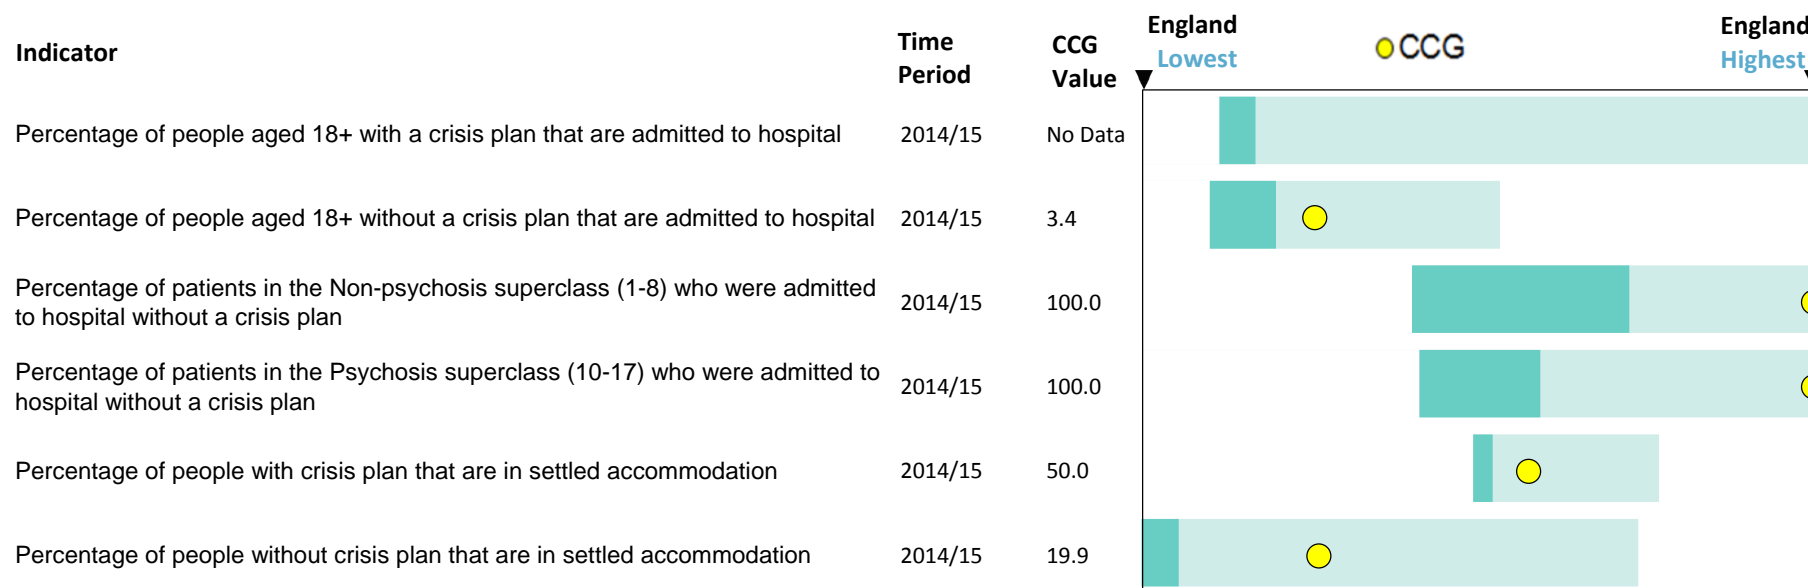 Indicator
Time
Period
CCG
Value
England
Lowest
CCG
England
Highest
Percentage of people aged 18+ with a crisis plan that are admitted to hospital 2014/15 No Data
Percentage of people aged 18+ without a crisis plan that are admitted to hospital 2014/15 3.4
Percentage of patients in the Non-psychosis superclass (1-8) who were admitted
to hospital without a crisis plan
2014/15 100.0
Percentage of patients in the Psychosis superclass (10-17) who were admitted to
hospital without a crisis plan
2014/15 100.0
Percentage of people with crisis plan that are in settled accommodation 2014/15 50.0
Percentage of people without crisis plan that are in settled accommodation 2014/15 19.9